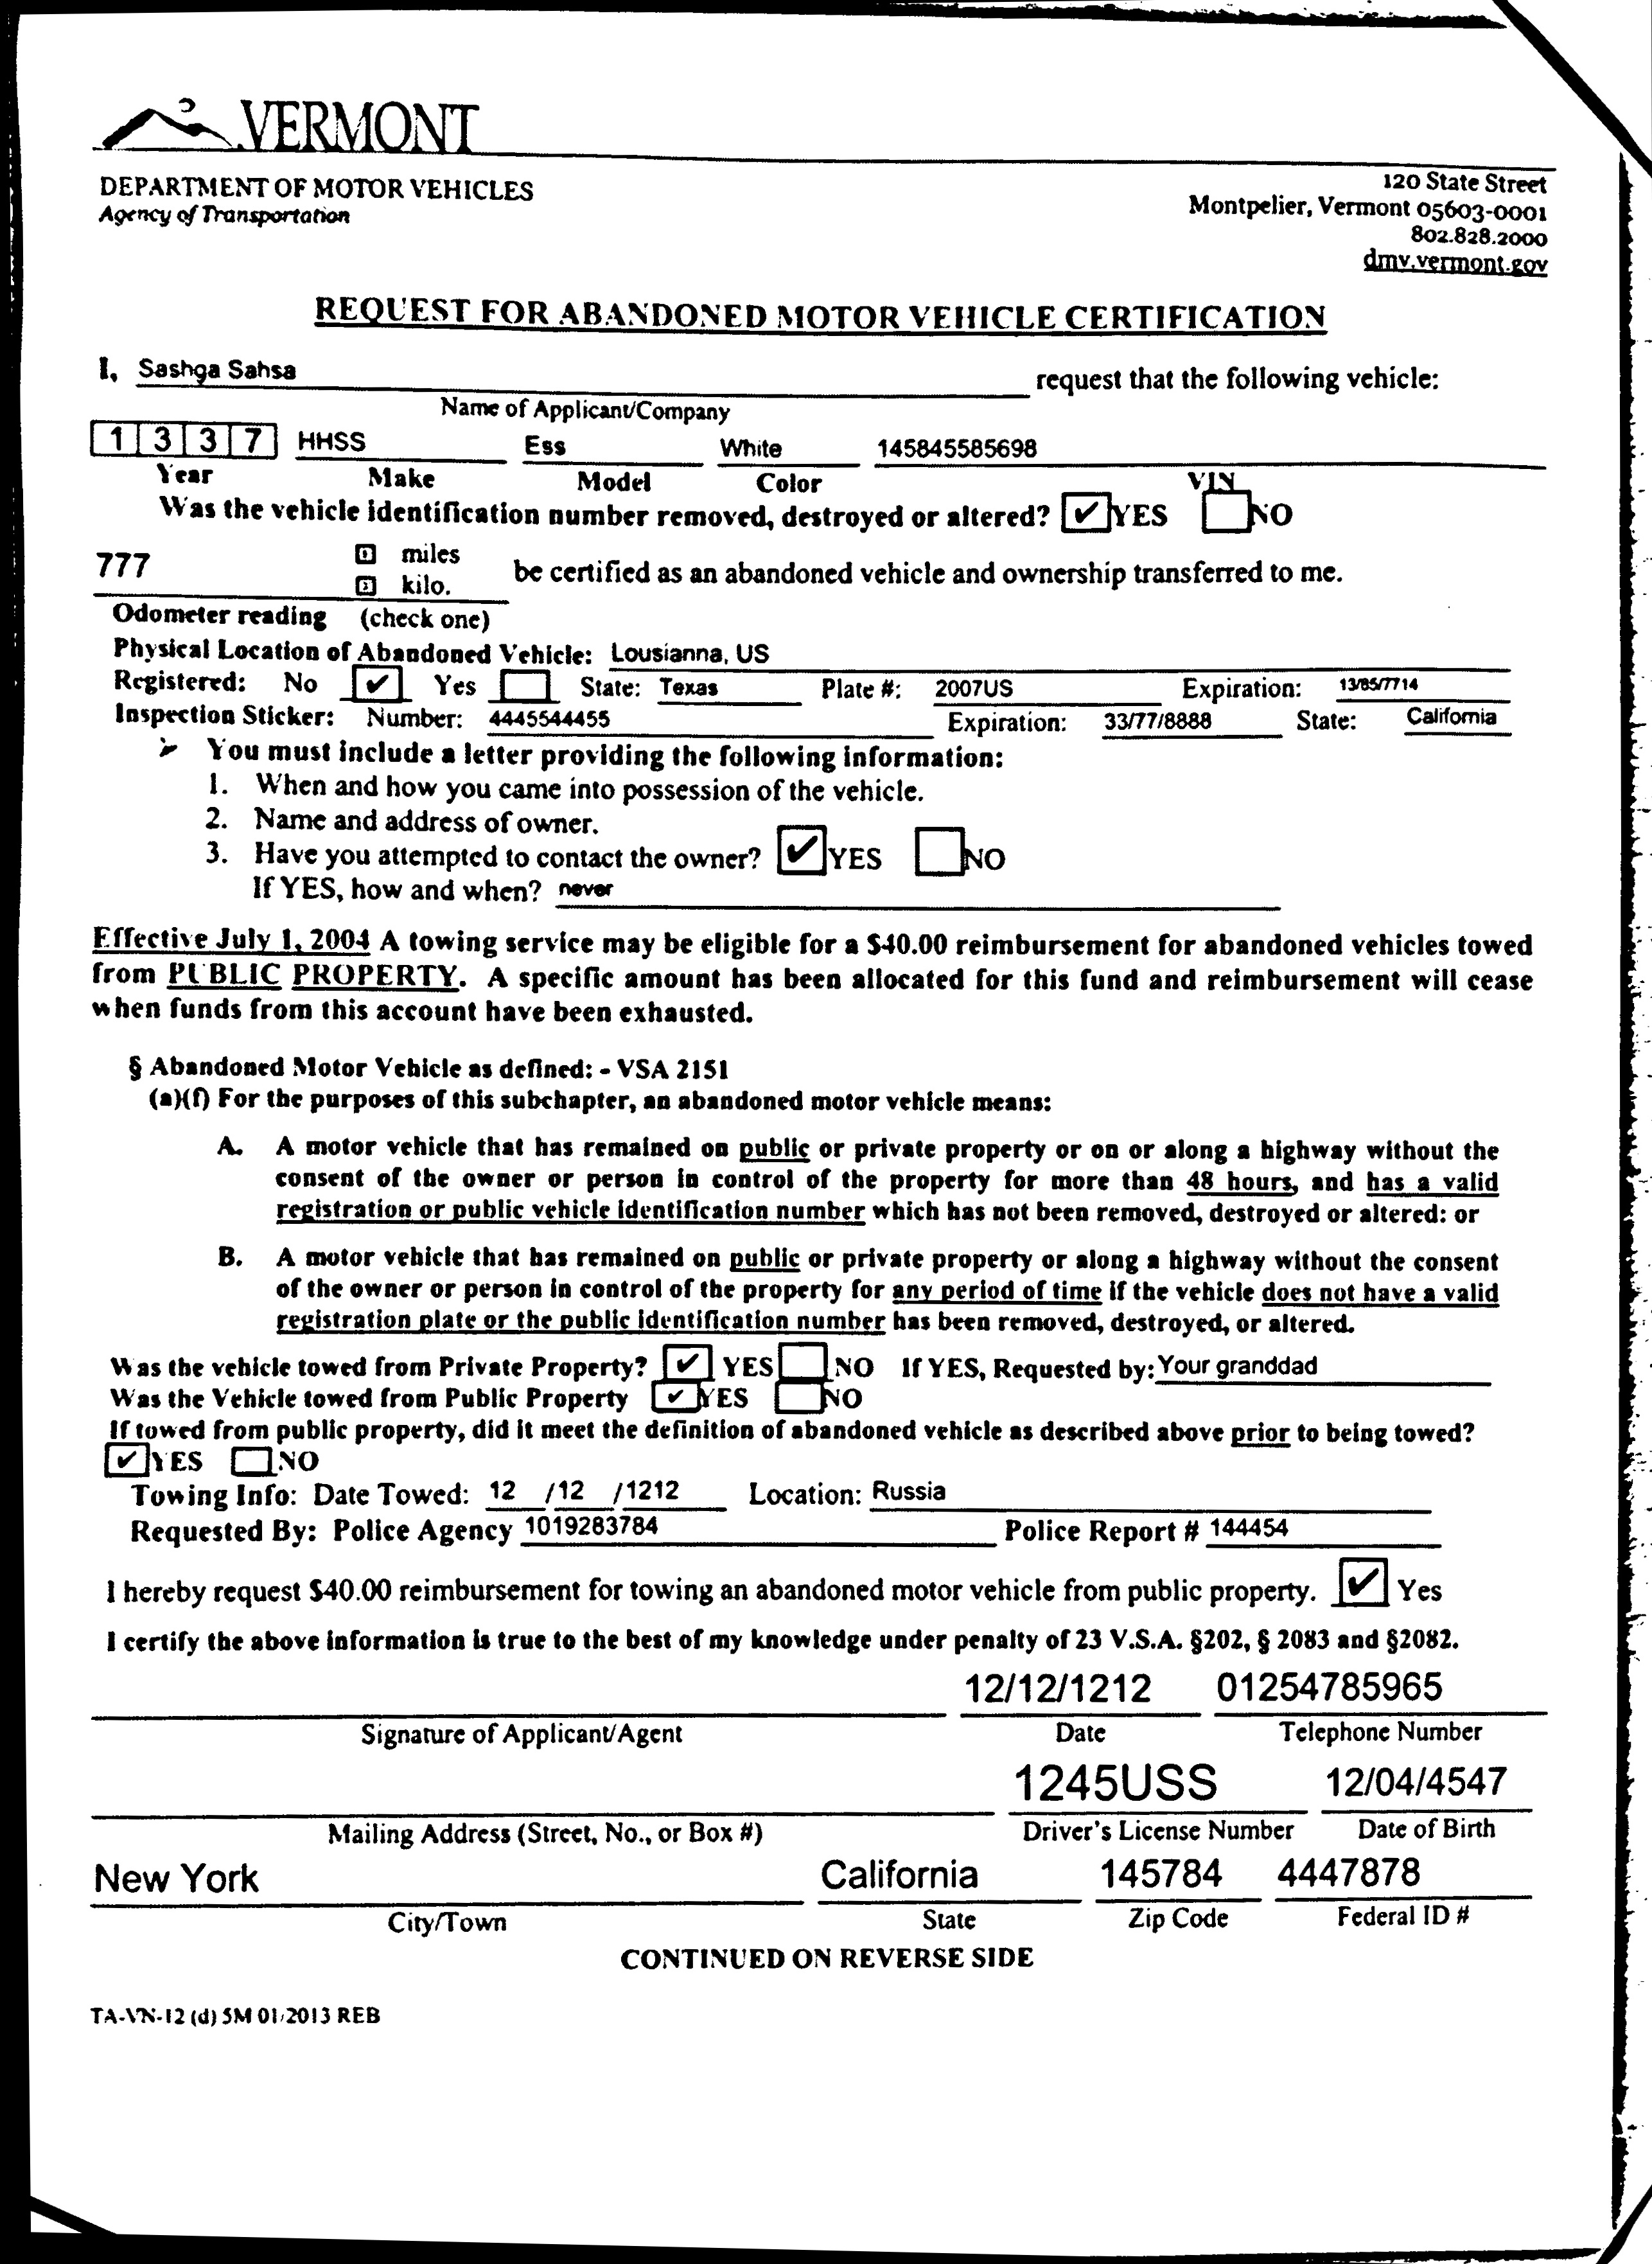 VERMONT
DEPARTMENT OF MOTOR VEHICLES
Agency of Transportation
120 State Street
Montpelier, Vermont 05603-0001
802.828.2000
dmv.vermont.gov
REQUEST FOR ABANDONED MOTOR VEHICLE CERTIFICATION
I, Sashga Sahsa request that the following vehicle:
Name of Applicant/Company
1 3 3 7 HHSS Ess White 145845585698
Year Make Model Color VIN
Was the vehicle identification number removed, destroyed or altered? ✔ YES NO
777 miles
kilo. be certified as an abandoned vehicle and ownership transferred to me.
Odometer reading (check one)
Physical Location of Abandoned Vehicle: Lousianna, US
Registered: No ✔ Yes State: Texas Plate #: 2007US Expiration: 13/85/7714
Inspection Sticker: Number: 4445544455 Expiration: 33/77/8888 State: California
➢ You must include a letter providing the following information:
1. When and how you came into possession of the vehicle.
2. Name and address of owner.
3. Have you attempted to contact the owner? ✔ YES NO
If YES, how and when? never
Effective July 1, 2004 A towing service may be eligible for a $40.00 reimbursement for abandoned vehicles towed
from PUBLIC PROPERTY. A specific amount has been allocated for this fund and reimbursement will cease
when funds from this account have been exhausted.
§ Abandoned Motor Vehicle as defined: - VSA 2151
(a)(f) For the purposes of this subchapter, an abandoned motor vehicle means:
A. A motor vehicle that has remained on public or private property or on or along a highway without the
consent of the owner or person in control of the property for more than 48 hours, and has a valid
registration or public vehicle identification number which has not been removed, destroyed or altered: or
B. A motor vehicle that has remained on public or private property or along a highway without the consent
of the owner or person in control of the property for any period of time if the vehicle does not have a valid
registration plate or the public identification number has been removed, destroyed, or altered.
Was the vehicle towed from Private Property? ✔ YES NO If YES, Requested by: Your granddad
Was the Vehicle towed from Public Property ✔ YES NO
If towed from public property, did it meet the definition of abandoned vehicle as described above prior to being towed?
✔ YES NO
Towing Info: Date Towed: 12 /12 /1212 Location: Russia
Requested By: Police Agency 1019283784 Police Report # 144454
I hereby request $40.00 reimbursement for towing an abandoned motor vehicle from public property. ✔ Yes
I certify the above information is true to the best of my knowledge under penalty of 23 V.S.A. §202, § 2083 and §2082.
12/12/1212 01254785965
Signature of Applicant/Agent Date Telephone Number
1245USS 12/04/4547
Mailing Address (Street, No., or Box #) Driver's License Number Date of Birth
New York California 145784 4447878
City/Town State Zip Code Federal ID #
CONTINUED ON REVERSE SIDE
TA-VN-12 (d) 5M 01/2013 REB